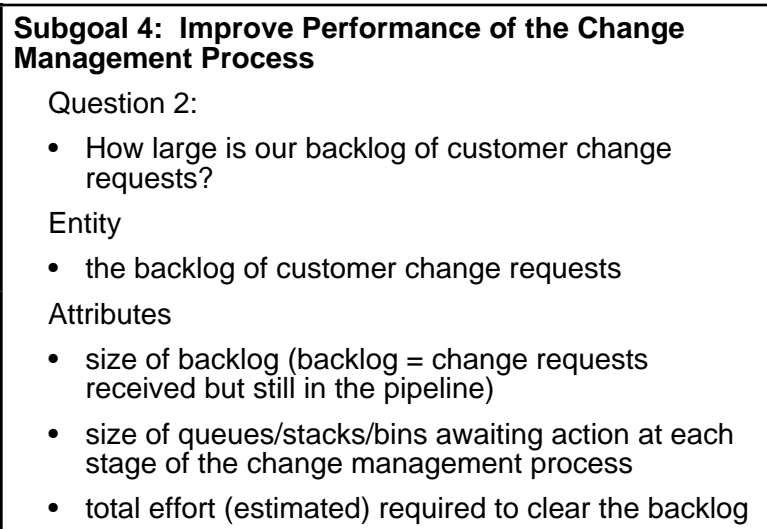 Subgoal 4:  Improve Performance of the Change
Management Process
Question 2:
• How large is our backlog of customer change
requests?
Entity
• the backlog of customer change requests
Attributes
• size of backlog (backlog = change requests
received but still in the pipeline)
• size of queues/stacks/bins awaiting action at each
stage of the change management process
• total effort (estimated) required to clear the backlog